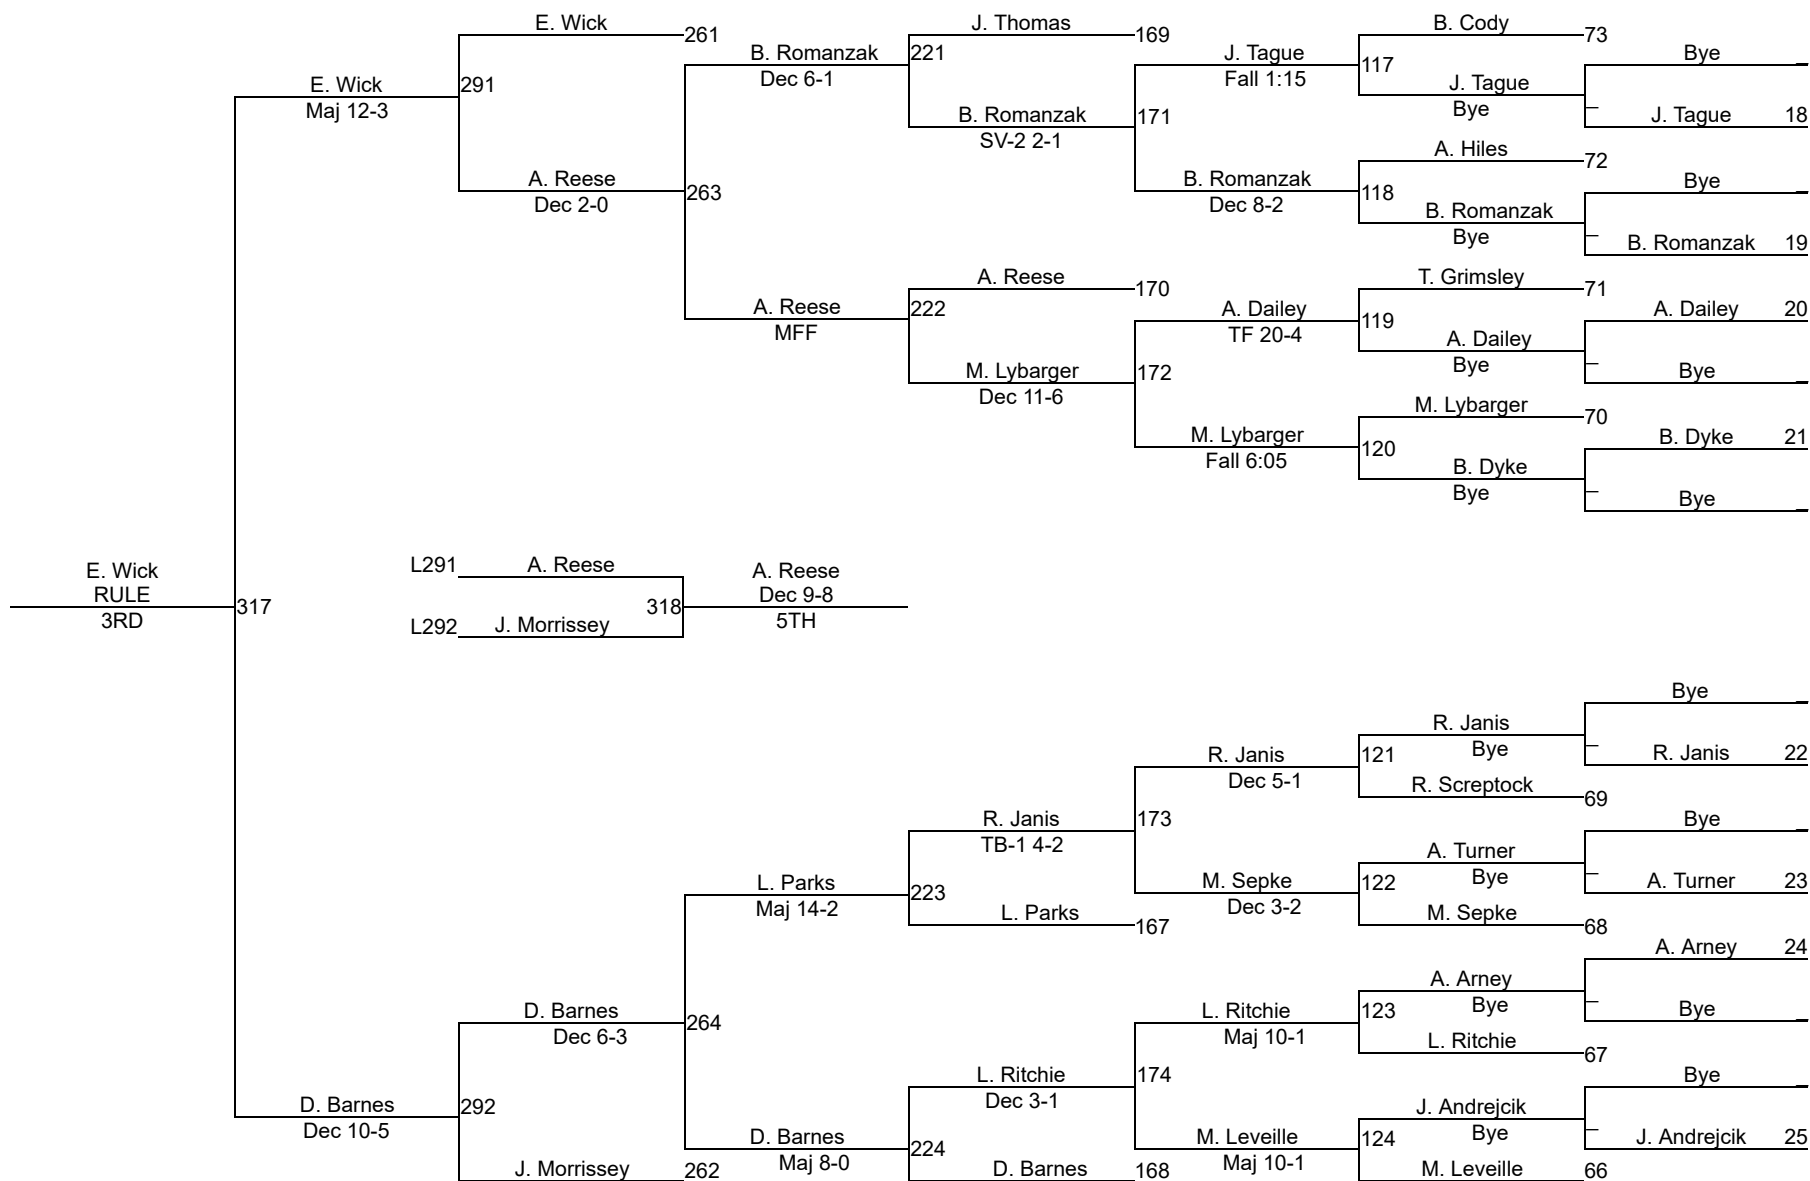 E. Wick
261
J. Thomas
169
B. Cody
73
B. Romanzak
221
Dec 6-1
J. Tague
117
Fall 1:15
Bye
_
E. Wick
291
Maj 12-3
J. Tague
Bye
_
J. Tague
18
B. Romanzak
171
SV-2 2-1
A. Hiles
72
A. Reese
263
Dec 2-0
B. Romanzak
118
Dec 8-2
Bye
_
B. Romanzak
Bye
_
B. Romanzak
19
A. Reese
170
T. Grimsley
71
A. Reese
222
MFF
A. Dailey
119
TF 20-4
A. Dailey
20
A. Dailey
Bye
_
Bye
_
M. Lybarger
172
Dec 11-6
M. Lybarger
70
M. Lybarger
120
Fall 6:05
B. Dyke
21
B. Dyke
Bye
_
Bye
_
E. Wick
RULE
317
3RD
L291
A. Reese
318
L292
J. Morrissey
A. Reese
Dec 9-8
5TH
Bye
_
R. Janis
Bye
_
R. Janis
22
R. Janis
121
Dec 5-1
R. Screptock
69
R. Janis
173
TB-1 4-2
Bye
_
A. Turner
Bye
_
A. Turner
23
L. Parks
223
Maj 14-2
M. Sepke
122
Dec 3-2
L. Parks
167
M. Sepke
68
A. Arney
24
A. Arney
Bye
_
Bye
_
D. Barnes
264
Dec 6-3
L. Ritchie
123
Maj 10-1
L. Ritchie
67
L. Ritchie
174
Dec 3-1
Bye
_
D. Barnes
292
Dec 10-5
J. Andrejcik
Bye
_
J. Andrejcik
25
D. Barnes
224
Maj 8-0
M. Leveille
124
Maj 10-1
J. Morrissey
262
D. Barnes
168
M. Leveille
66